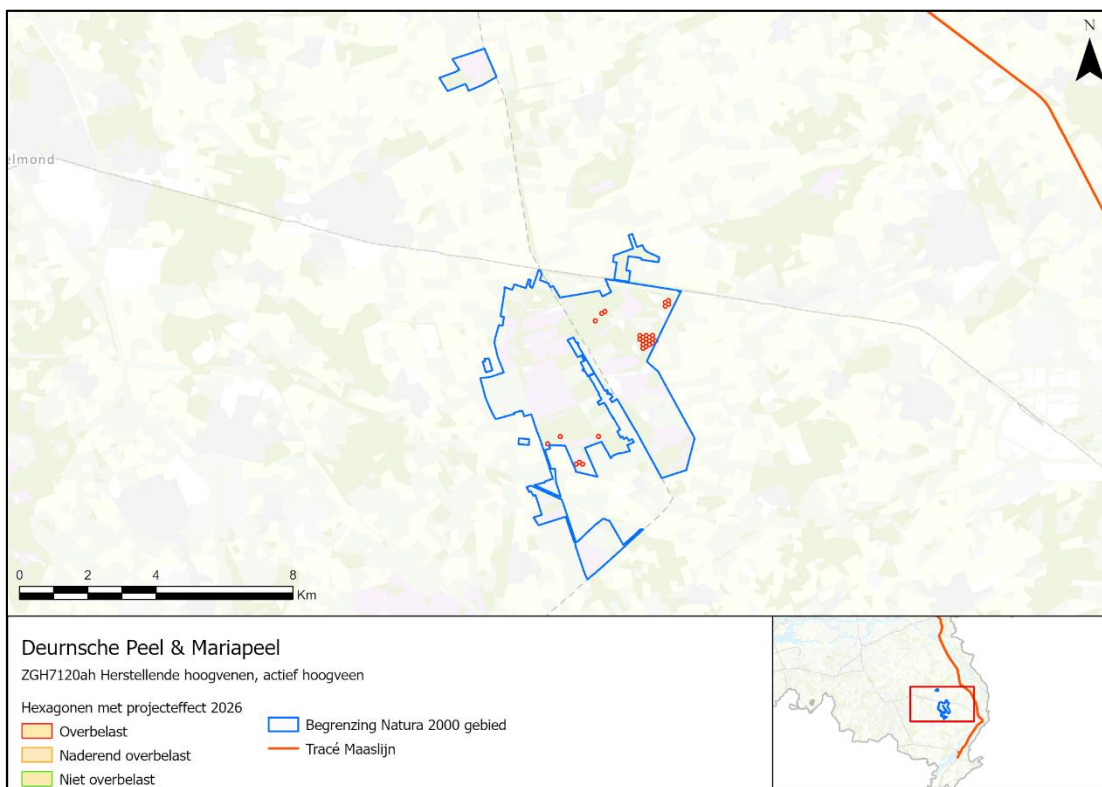 N
elmond
0 2 4 8
Km
Deurnsche Peel & Mariapeel
ZGH7120ah Herstellende hoogvenen, actief hoogveen
Hexagonen met projecteffect 2026
Overbelast
Naderend overbelast
Niet overbelast
Begrenzing Natura 2000 gebied
Tracé Maaslijn